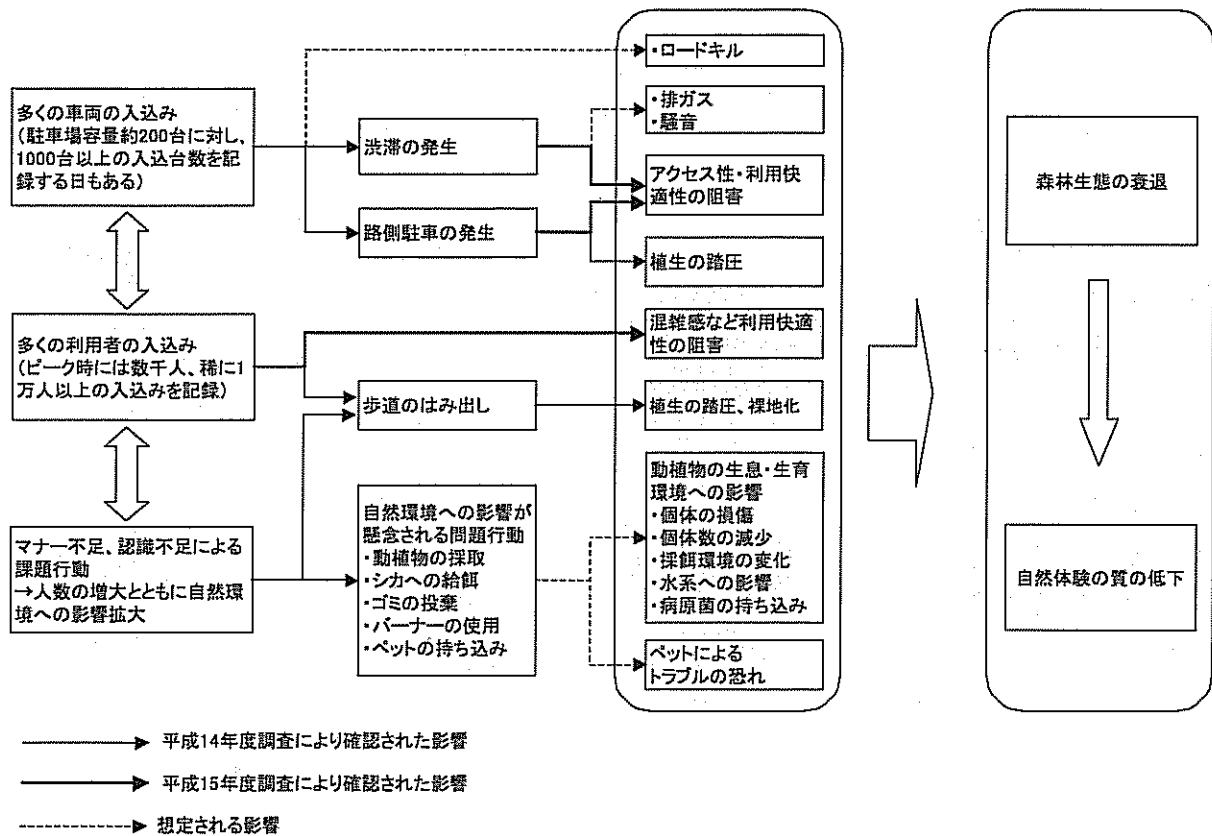 多くの車両の入込み
（駐車場容量約200台に対し、
1000台以上の入込台数を記
録する日もある）
多くの利用者の入込み
（ピーク時には数千人、稀に1
万人以上の入込みを記録）
マナー不足、認識不足による
課題行動
→人数の増大とともに自然環
境への影響拡大
渋滞の発生
路側駐車の発生
歩道のはみ出し
自然環境への影響が
懸念される問題行動
・動植物の採取
・シカへの給餌
・ゴミの投棄
・バーナーの使用
・ペットの持ち込み
・ロードキル
・排ガス
・騒音
アクセス性・利用快
適性の阻害
植生の踏圧
混雑感など利用快適
性の阻害
植生の踏圧、裸地化
動植物の生息・生育
環境への影響
・個体の損傷
・個体数の減少
・採餌環境の変化
・水系への影響
・病原菌の持ち込み
ペットによる
トラブルの恐れ
森林生態の衰退
自然体験の質の低下
平成14年度調査により確認された影響
平成15年度調査により確認された影響
想定される影響